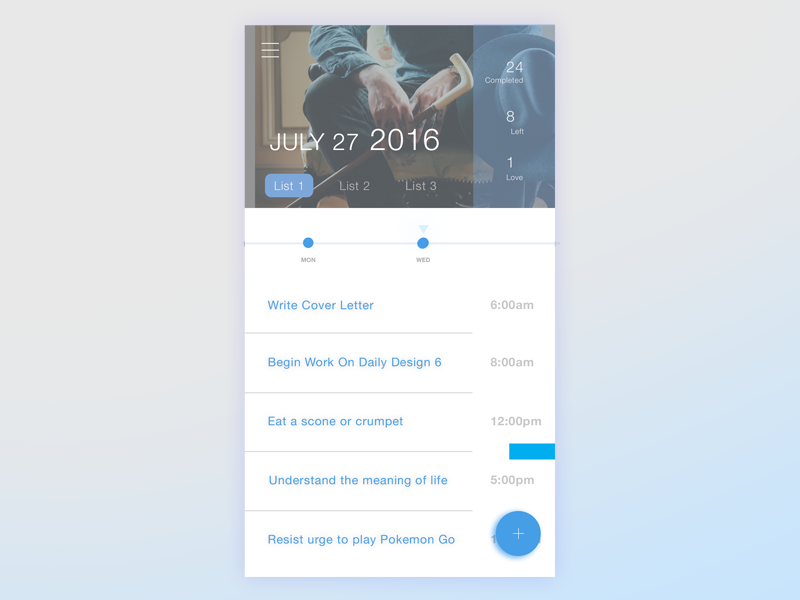 24
Completed
8
Left
1
Love
JULY 27 2016
List 1 List 2 List 3
MON WED
Write Cover Letter 6:00am
Begin Work On Daily Design 6 8:00am
Eat a scone or crumpet 12:00pm
Understand the meaning of life 5:00pm
Resist urge to play Pokemon Go